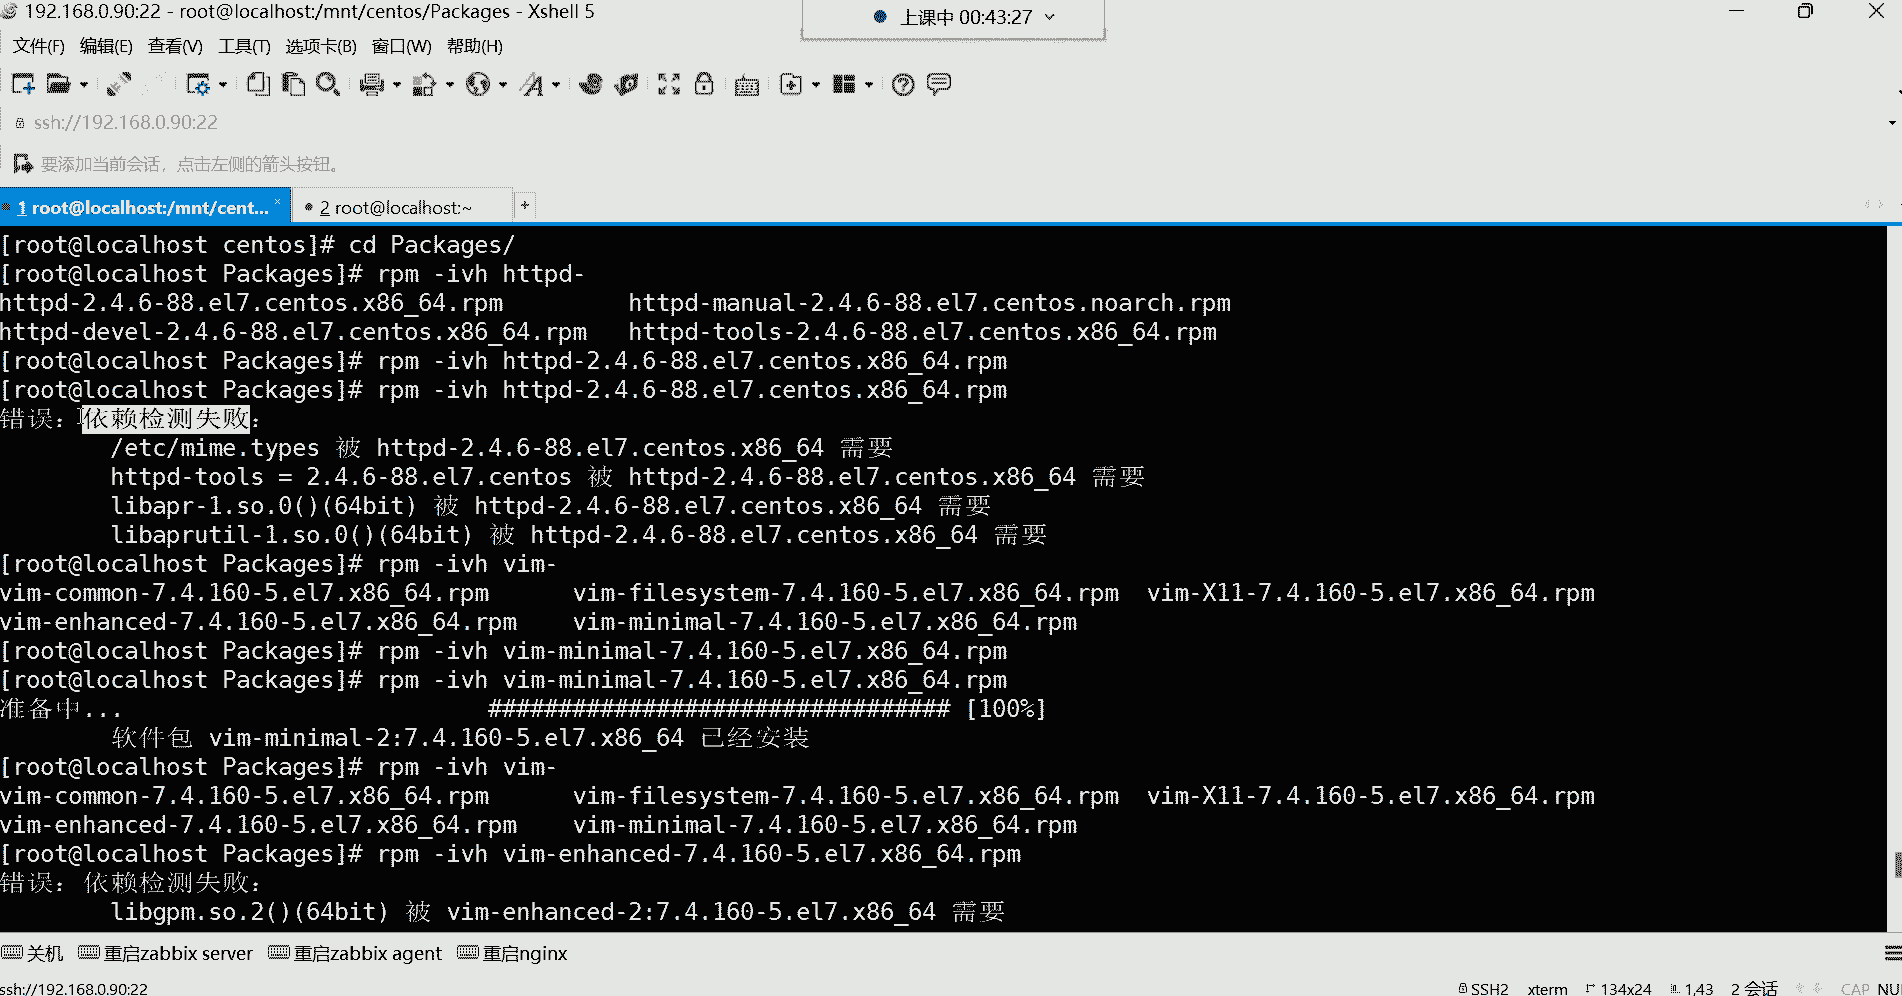 192.168.0.90:22 - root@localhost:/mnt/centos/Packages - Xshell 5
上课中 00:43:27
文件(F) 编辑(E) 查看(V) 工具(T) 选项卡(B) 窗口(W) 帮助(H)
ssh://192.168.0.90:22
要添加当前会话，点击左侧的箭头按钮。
1 root@localhost:/mnt/cent... × 2 root@localhost:~ +
[root@localhost centos]# cd Packages/
[root@localhost Packages]# rpm -ivh httpd-
httpd-2.4.6-88.el7.centos.x86_64.rpm httpd-manual-2.4.6-88.el7.centos.noarch.rpm
httpd-devel-2.4.6-88.el7.centos.x86_64.rpm httpd-tools-2.4.6-88.el7.centos.x86_64.rpm
[root@localhost Packages]# rpm -ivh httpd-2.4.6-88.el7.centos.x86_64.rpm
[root@localhost Packages]# rpm -ivh httpd-2.4.6-88.el7.centos.x86_64.rpm
错误：依赖检测失败：
/etc/mime.types 被 httpd-2.4.6-88.el7.centos.x86_64 需要
httpd-tools = 2.4.6-88.el7.centos 被 httpd-2.4.6-88.el7.centos.x86_64 需要
libapr-1.so.0()(64bit) 被 httpd-2.4.6-88.el7.centos.x86_64 需要
libaprutil-1.so.0()(64bit) 被 httpd-2.4.6-88.el7.centos.x86_64 需要
[root@localhost Packages]# rpm -ivh vim-
vim-common-7.4.160-5.el7.x86_64.rpm vim-filesystem-7.4.160-5.el7.x86_64.rpm vim-X11-7.4.160-5.el7.x86_64.rpm
vim-enhanced-7.4.160-5.el7.x86_64.rpm vim-minimal-7.4.160-5.el7.x86_64.rpm
[root@localhost Packages]# rpm -ivh vim-minimal-7.4.160-5.el7.x86_64.rpm
[root@localhost Packages]# rpm -ivh vim-minimal-7.4.160-5.el7.x86_64.rpm
准备中... ################################# [100%]
软件包 vim-minimal-2:7.4.160-5.el7.x86_64 已经安装
[root@localhost Packages]# rpm -ivh vim-
vim-common-7.4.160-5.el7.x86_64.rpm vim-filesystem-7.4.160-5.el7.x86_64.rpm vim-X11-7.4.160-5.el7.x86_64.rpm
vim-enhanced-7.4.160-5.el7.x86_64.rpm vim-minimal-7.4.160-5.el7.x86_64.rpm
[root@localhost Packages]# rpm -ivh vim-enhanced-7.4.160-5.el7.x86_64.rpm
错误：依赖检测失败：
libgpm.so.2()(64bit) 被 vim-enhanced-2:7.4.160-5.el7.x86_64 需要
关机 重启zabbix server 重启zabbix agent 重启nginx
ssh://192.168.0.90:22 SSH2 xterm 134x24 1,43 2 会话 CAP NU